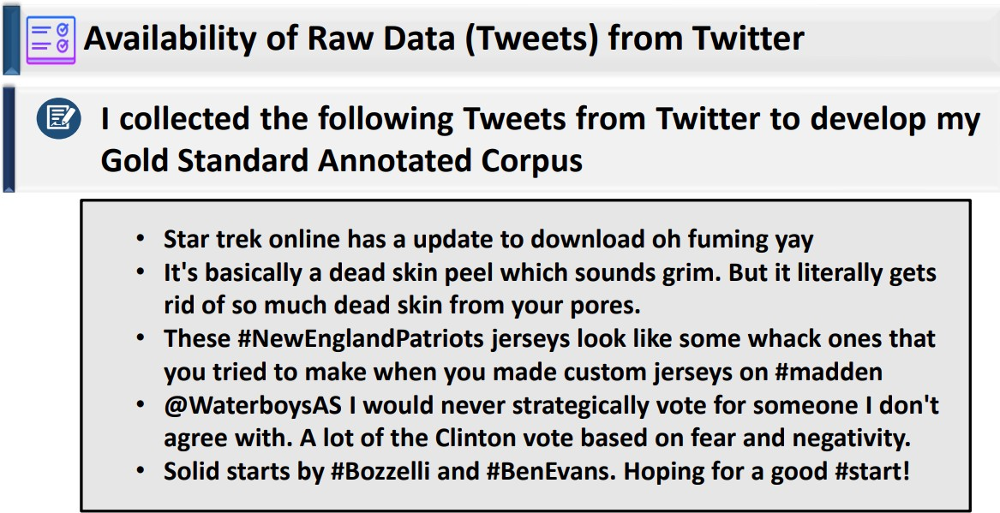 Availability of Raw Data (Tweets) from Twitter
I collected the following Tweets from Twitter to develop my
Gold Standard Annotated Corpus
• Star trek online has a update to download oh fuming yay
• It's basically a dead skin peel which sounds grim. But it literally gets
rid of so much dead skin from your pores.
• These #NewEnglandPatriots jerseys look like some whack ones that
you tried to make when you made custom jerseys on #madden
• @WaterboysAS I would never strategically vote for someone I don't
agree with. A lot of the Clinton vote based on fear and negativity.
• Solid starts by #Bozzelli and #BenEvans. Hoping for a good #start!